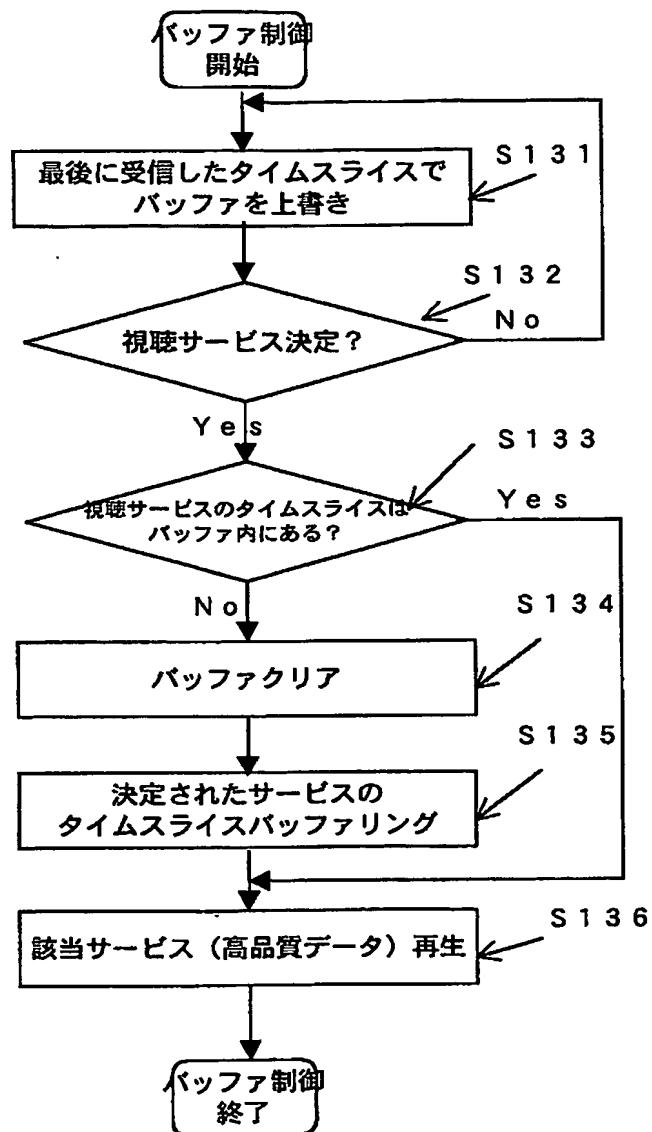 バッファ制御
開始
最後に受信したタイムスライスで
バッファを上書き
S131
視聴サービス決定？
S132
No
Yes
視聴サービスのタイムスライスは
バッファ内にある？
S133
Yes
No
バッファクリア
S134
決定されたサービスの
タイムスライスバッファリング
S135
該当サービス（高品質データ）再生
S136
バッファ制御
終了